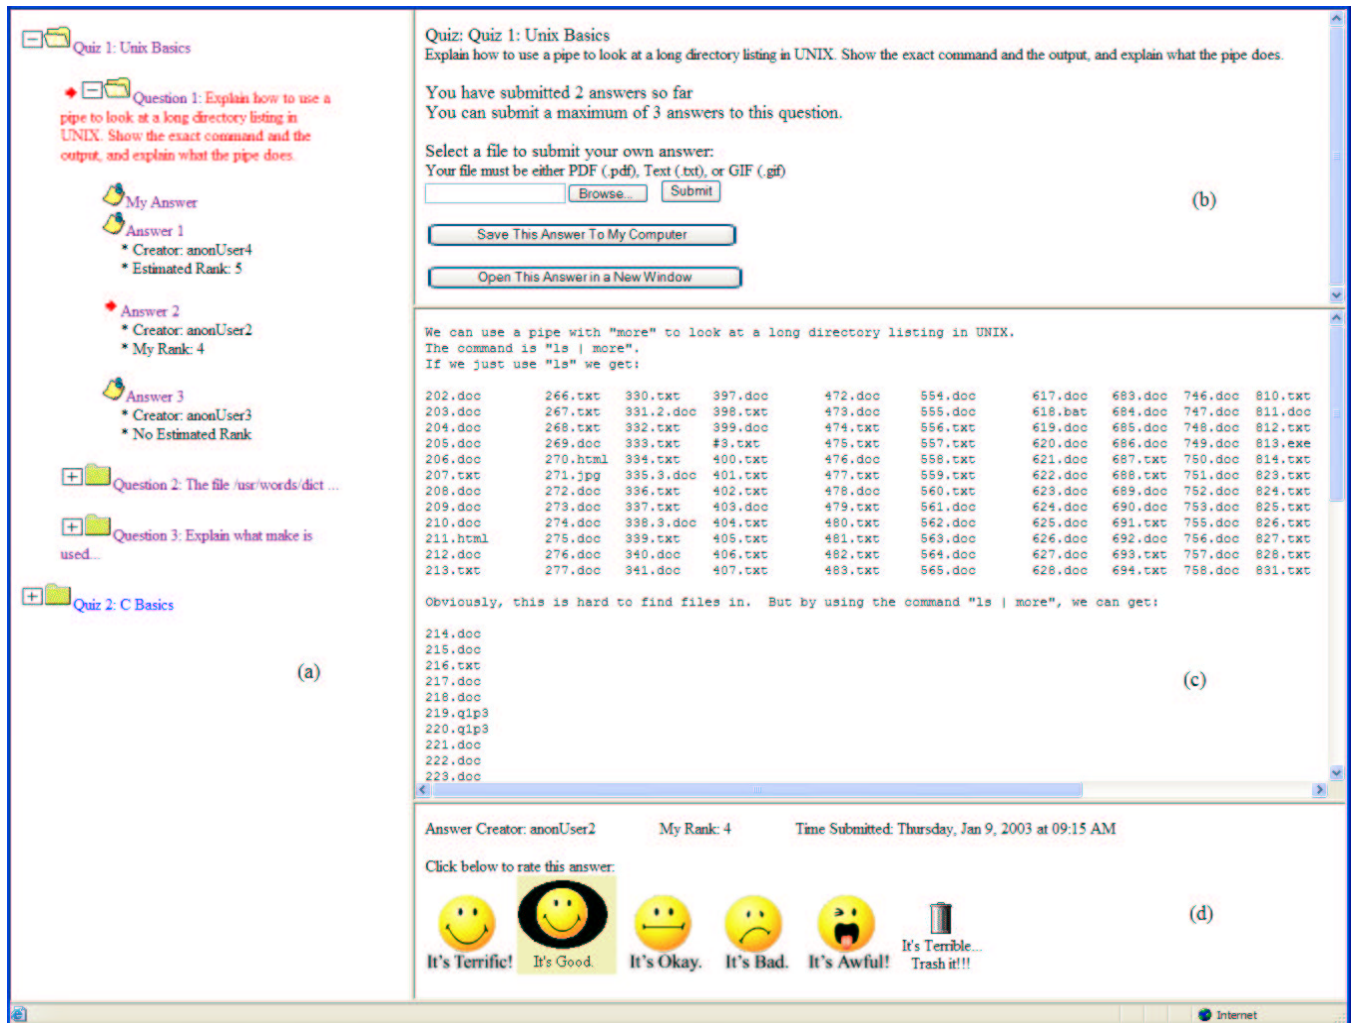 Quiz 1: Unix Basics
Question 1: Explain how to use a
pipe to look at a long directory listing in
UNIX. Show the exact command and the
output, and explain what the pipe does.
My Answer
Answer 1
* Creator: anonUser4
* Estimated Rank: 5
Answer 2
* Creator: anonUser2
* My Rank: 4
Answer 3
* Creator: anonUser3
* No Estimated Rank
Question 2: The file /usr/words/dict ...
Question 3: Explain what make is
used...
Quiz 2: C Basics
(a)
Quiz: Quiz 1: Unix Basics
Explain how to use a pipe to look at a long directory listing in UNIX. Show the exact command and the output, and explain what the pipe does.
You have submitted 2 answers so far
You can submit a maximum of 3 answers to this question.
Select a file to submit your own answer:
Your file must be either PDF (.pdf), Text (.txt), or GIF (.gif)
Browse... Submit
(b)
Save This Answer To My Computer
Open This Answer in a New Window
We can use a pipe with "more" to look at a long directory listing in UNIX.
The command is "ls | more".
If we just use "ls" we get:
202.doc 266.txt 330.txt 397.doc 472.doc 554.doc 617.doc 683.doc 746.doc 810.txt
203.doc 267.txt 331.2.doc 398.txt 473.doc 555.doc 618.bat 684.doc 747.doc 811.doc
204.doc 268.txt 332.txt 399.doc 474.txt 556.txt 619.doc 685.doc 748.doc 812.txt
205.doc 269.doc 333.txt #3.txt 475.txt 557.txt 620.doc 686.doc 749.doc 813.exe
206.doc 270.html 334.txt 400.txt 476.doc 558.txt 621.doc 687.txt 750.doc 814.txt
207.txt 271.jpg 335.3.doc 401.txt 477.txt 559.txt 622.doc 688.txt 751.doc 823.txt
208.doc 272.doc 336.txt 402.txt 478.doc 560.txt 623.doc 689.doc 752.doc 824.txt
209.doc 273.doc 337.txt 403.doc 479.txt 561.doc 624.doc 690.doc 753.doc 825.txt
210.doc 274.doc 338.3.doc 404.txt 480.txt 562.doc 625.doc 691.txt 755.doc 826.txt
211.html 275.doc 339.txt 405.txt 481.txt 563.doc 626.doc 692.doc 756.doc 827.txt
212.doc 276.doc 340.doc 406.txt 482.txt 564.doc 627.doc 693.txt 757.doc 828.txt
213.txt 277.doc 341.doc 407.txt 483.txt 565.doc 628.doc 694.txt 758.doc 831.txt
Obviously, this is hard to find files in. But by using the command "ls | more", we can get:
214.doc
215.doc
216.txt
217.doc
218.doc
219.q1p3
220.q1p3
221.doc
222.doc
223.doc
(c)
Answer Creator: anonUser2 My Rank: 4 Time Submitted: Thursday, Jan 9, 2003 at 09:15 AM
Click below to rate this answer:
It's Terrific! It's Good. It's Okay. It's Bad. It's Awful! It's Terrible...
Trash it!!!
(d)
Internet